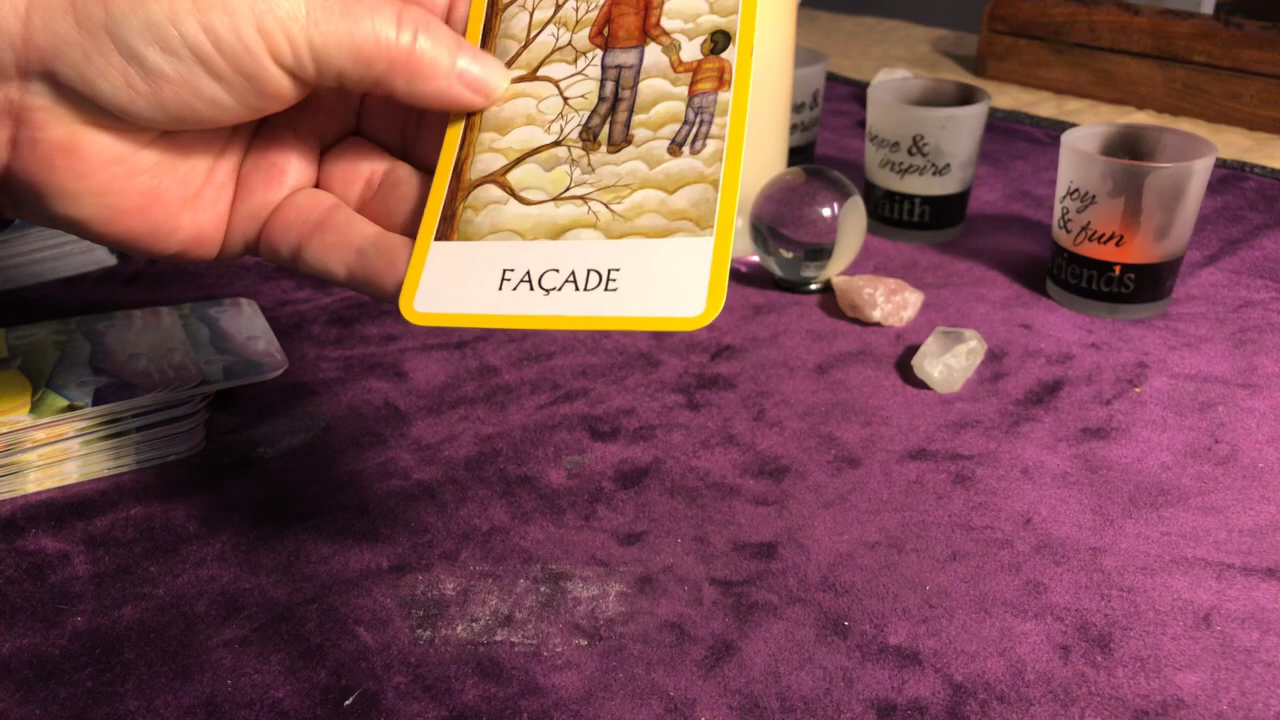 FAÇADE
hope &
inspire
faith
joy
& fun
friends